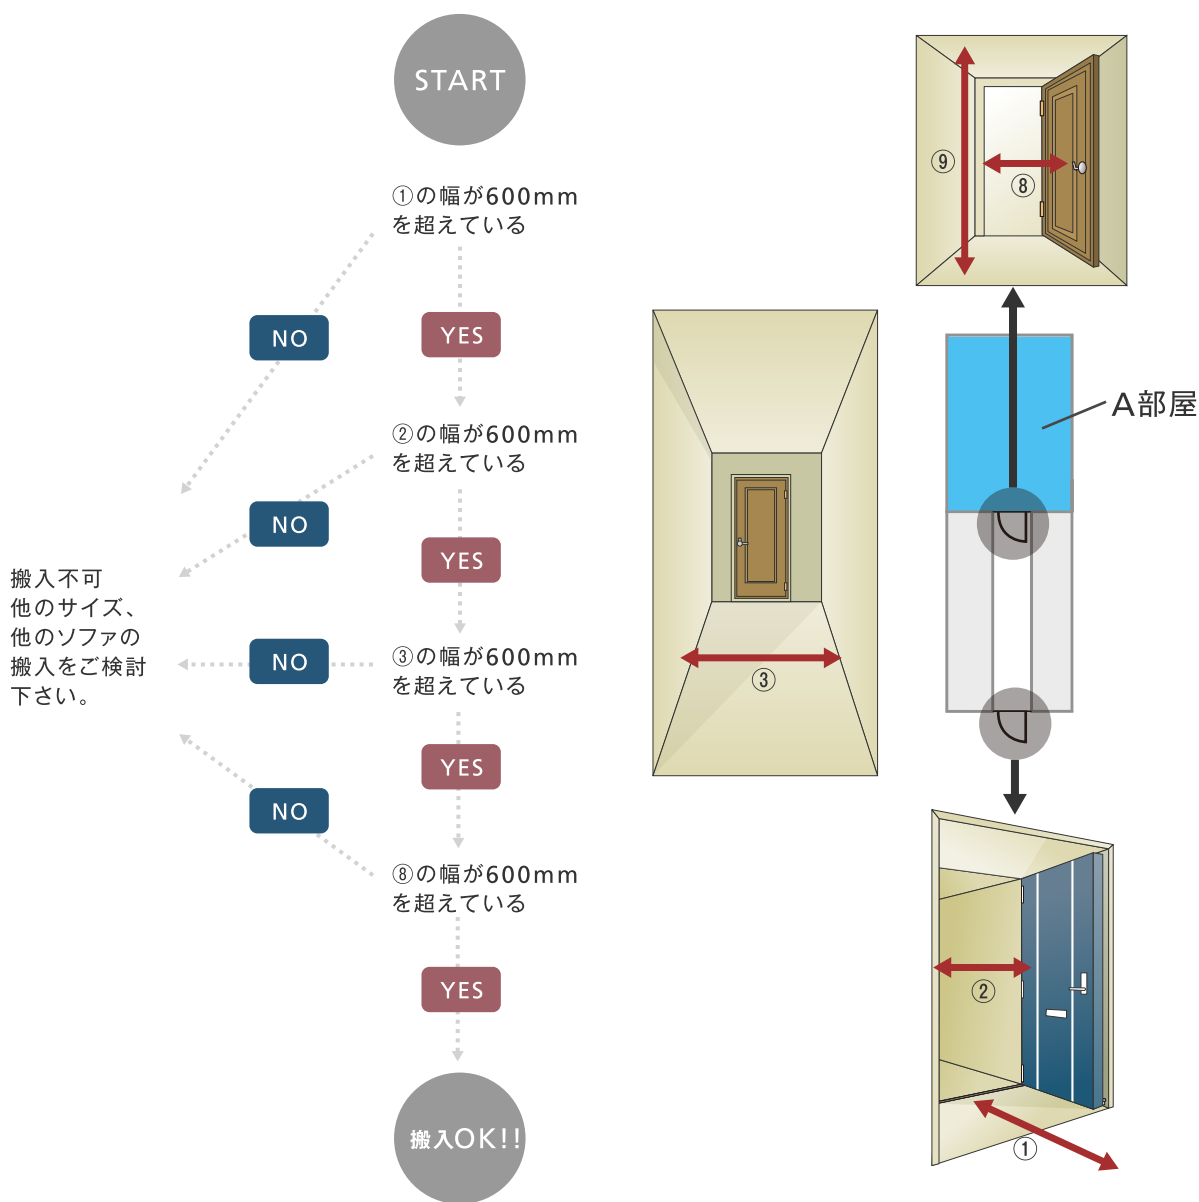 START
①の幅が600mm
を超えている
NO
YES
②の幅が600mm
を超えている
NO
YES
搬入不可
他のサイズ、
他のソファの
搬入をご検討
下さい。
③の幅が600mm
を超えている
NO
YES
⑧の幅が600mm
を超えている
NO
YES
搬入OK!!
③
⑨
⑧
A部屋
②
①